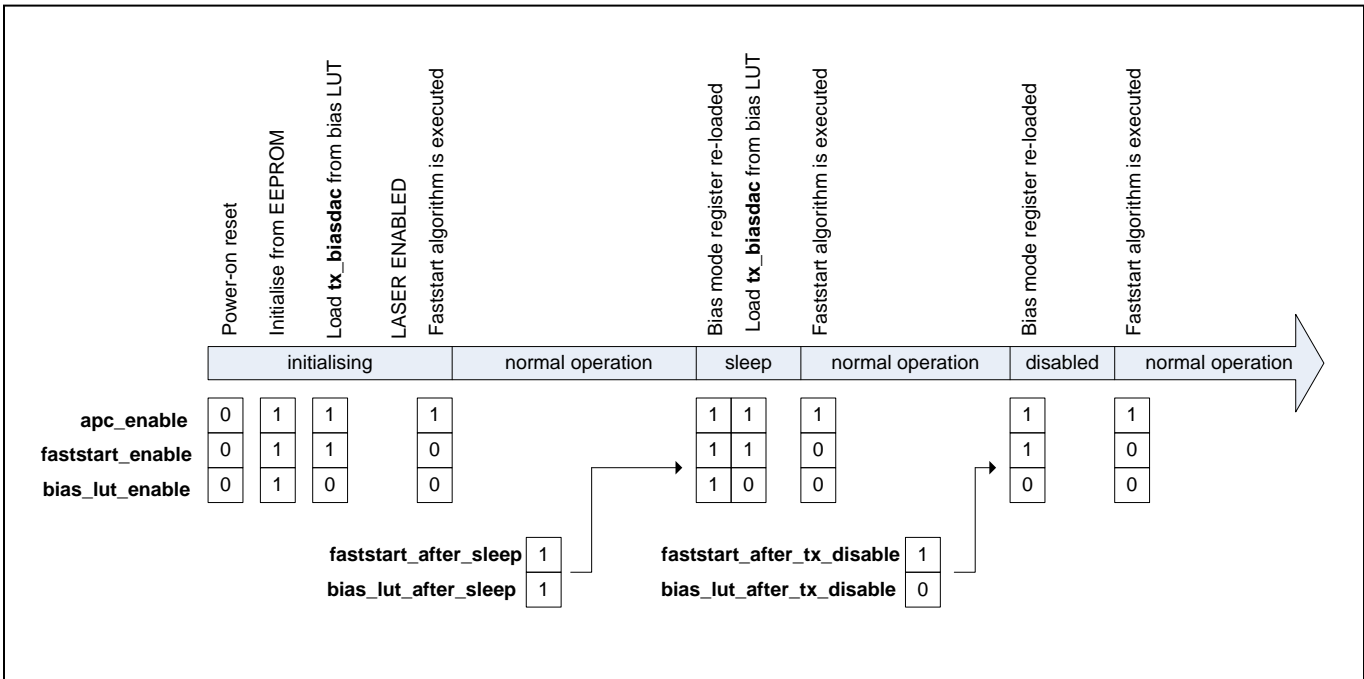 Power-on reset
Initialise from EEPROM
Load tx_biasdac from bias LUT
LASER ENABLED
Faststart algorithm is executed
Bias mode register re-loaded
Load tx_biasdac from bias LUT
Faststart algorithm is executed
Bias mode register re-loaded
Faststart algorithm is executed
initialising normal operation sleep normal operation disabled normal operation
apc_enable 0 1 1 1 1 1 1 1 1
faststart_enable 0 1 1 0 1 1 0 1 0
bias_lut_enable 0 1 0 0 1 0 0 0 0
faststart_after_sleep 1 faststart_after_tx_disable 1
bias_lut_after_sleep 1 bias_lut_after_tx_disable 0